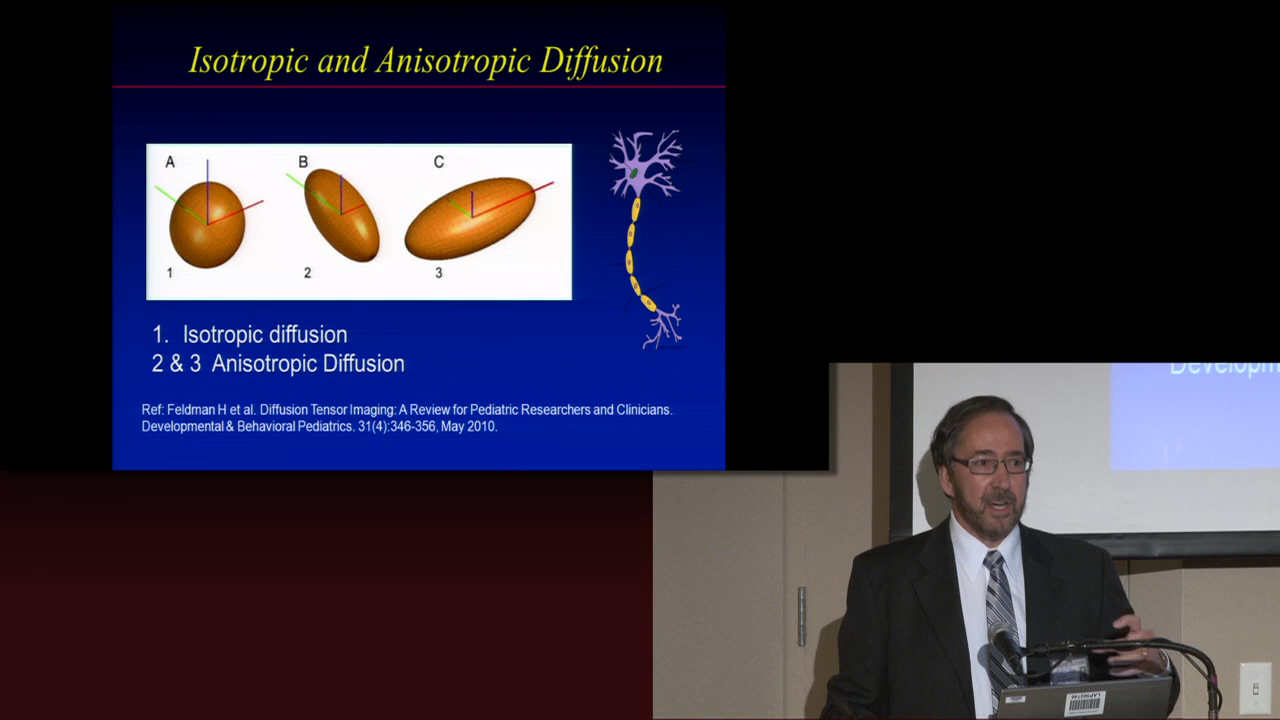 Isotropic and Anisotropic Diffusion
A B C
1 2 3
1. Isotropic diffusion
2 & 3 Anisotropic Diffusion
Ref: Feldman H et al. Diffusion Tensor Imaging: A Review for Pediatric Researchers and Clinicians.
Developmental & Behavioral Pediatrics. 31(4):346-356, May 2010.
Developm